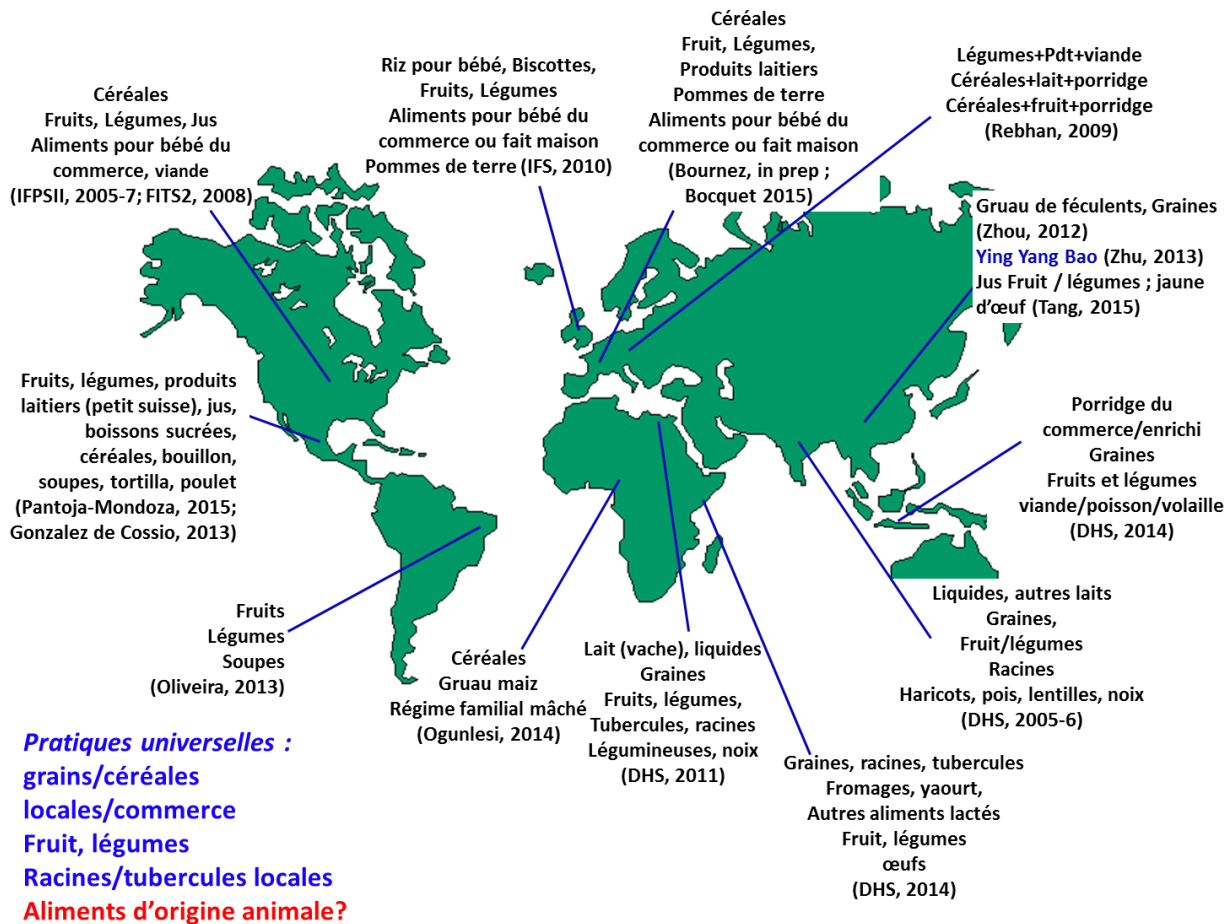 Céréales
Fruits, Légumes, Jus
Aliments pour bébé du
commerce, viande
(IFPSII, 2005-7; FITS2, 2008)
Riz pour bébé, Biscottes,
Fruits, Légumes
Aliments pour bébé du
commerce ou fait maison
Pommes de terre (IFS, 2010)
Céréales
Fruit, Légumes,
Produits laitiers
Pommes de terre
Aliments pour bébé du
commerce ou fait maison
(Bournez, in prep ;
Bocquet 2015)
Légumes+Pdt+viande
Céréales+lait+porridge
Céréales+fruit+porridge
(Rebhan, 2009)
Gruau de féculents, Graines
(Zhou, 2012)
Ying Yang Bao (Zhu, 2013)
Jus Fruit / légumes ; jaune
d'œuf (Tang, 2015)
Fruits, légumes, produits
laitiers (petit suisse), jus,
boissons sucrées,
céréales, bouillon,
soupes, tortilla, poulet
(Pantoja-Mondoza, 2015;
Gonzalez de Cossio, 2013)
Porridge du
commerce/enrichi
Graines
Fruits et légumes
viande/poisson/volaille
(DHS, 2014)
Fruits
Légumes
Soupes
(Oliveira, 2013)
Céréales
Gruau maiz
Régime familial mâché
(Ogunlesi, 2014)
Lait (vache), liquides
Graines
Fruits, légumes,
Tubercules, racines
Légumineuses, noix
(DHS, 2011)
Liquides, autres laits
Graines,
Fruit/légumes
Racines
Haricots, pois, lentilles, noix
(DHS, 2005-6)
Graines, racines, tubercules
Fromages, yaourt,
Autres aliments lactés
Fruit, légumes
œufs
(DHS, 2014)
Pratiques universelles :
grains/céréales
locales/commerce
Fruit, légumes
Racines/tubercules locales
Aliments d'origine animale?